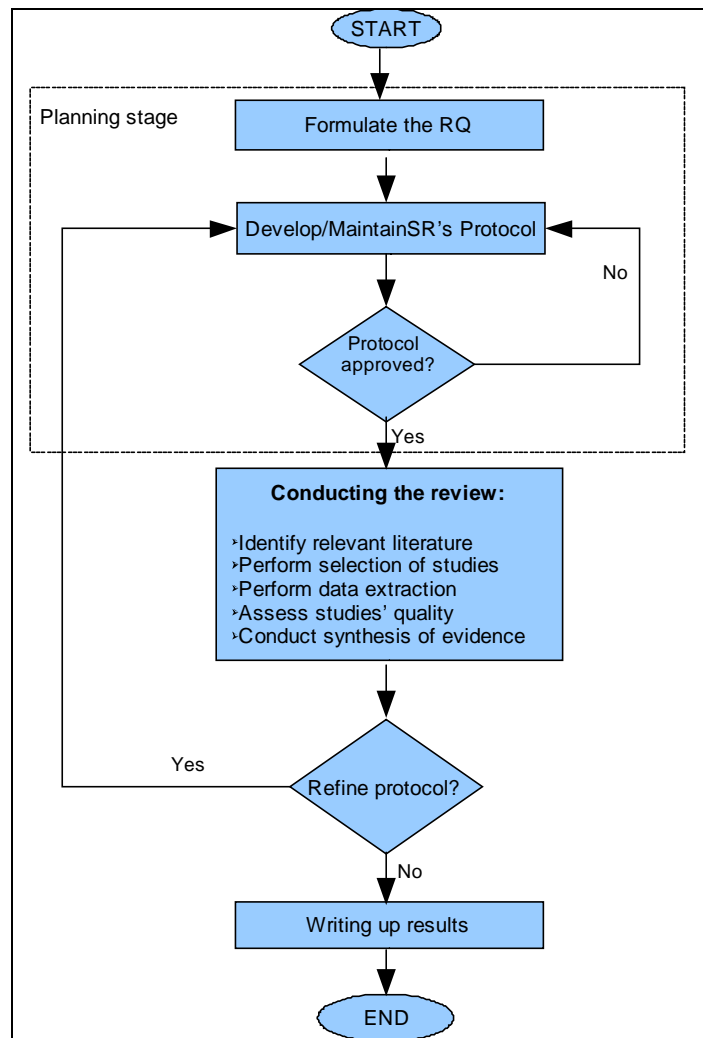 START
Planning stage
Formulate the RQ
Develop/MaintainSR's Protocol
No
Protocol
approved?
Yes
Conducting the review:
Identify relevant literature
Perform selection of studies
Perform data extraction
Assess studies’ quality
Conduct synthesis of evidence
Yes
Refine protocol?
No
Writing up results
END